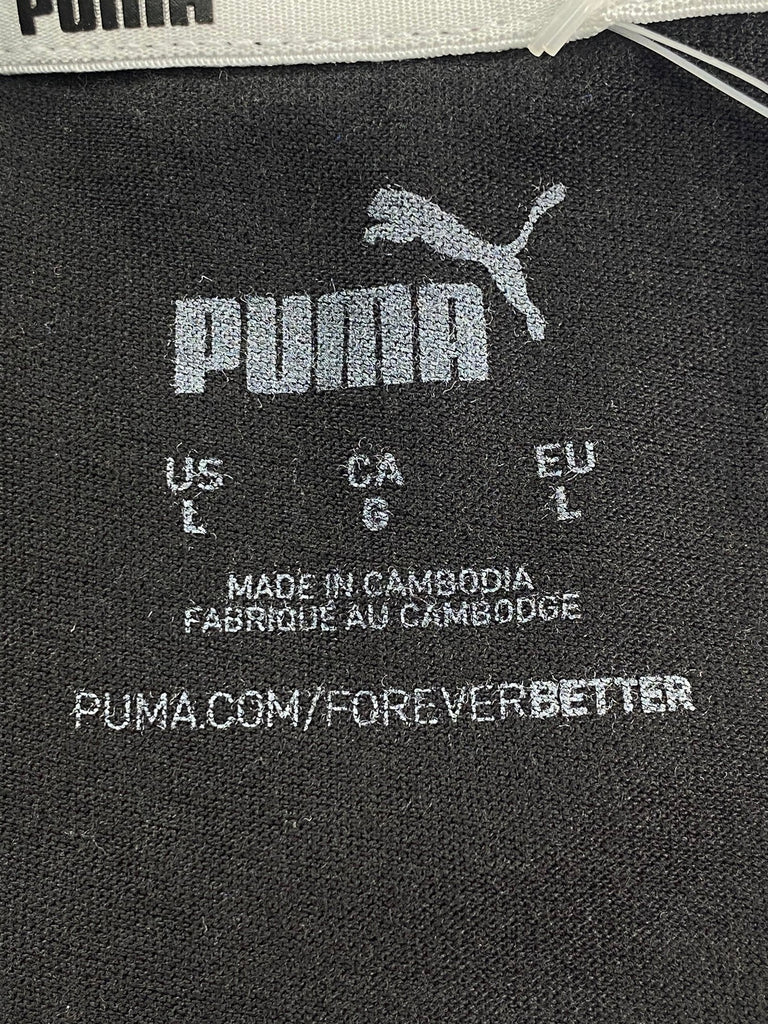 PUMA
PUMA
US CA EU
L G L
MADE IN CAMBODIA
FABRIQUÉ AU CAMBODGE
PUMA.COM/FOREVERBETTER